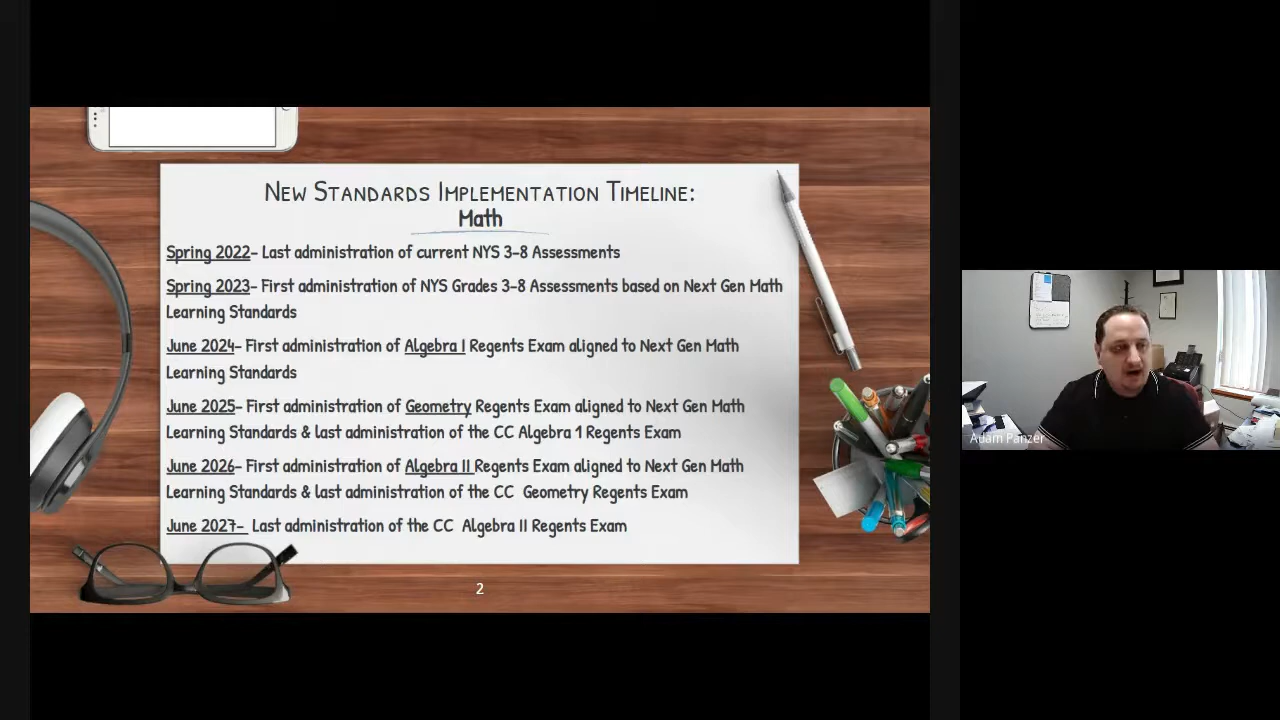 New Standards Implementation Timeline:
Math
Spring 2022- Last administration of current NYS 3-8 Assessments
Spring 2023- First administration of NYS Grades 3-8 Assessments based on Next Gen Math
Learning Standards
June 2024- First administration of Algebra I Regents Exam aligned to Next Gen Math
Learning Standards
June 2025- First administration of Geometry Regents Exam aligned to Next Gen Math
Learning Standards & last administration of the CC Algebra 1 Regents Exam
June 2026- First administration of Algebra II Regents Exam aligned to Next Gen Math
Learning Standards & last administration of the CC Geometry Regents Exam
June 2027- Last administration of the CC Algebra II Regents Exam
2
Adam Panzer